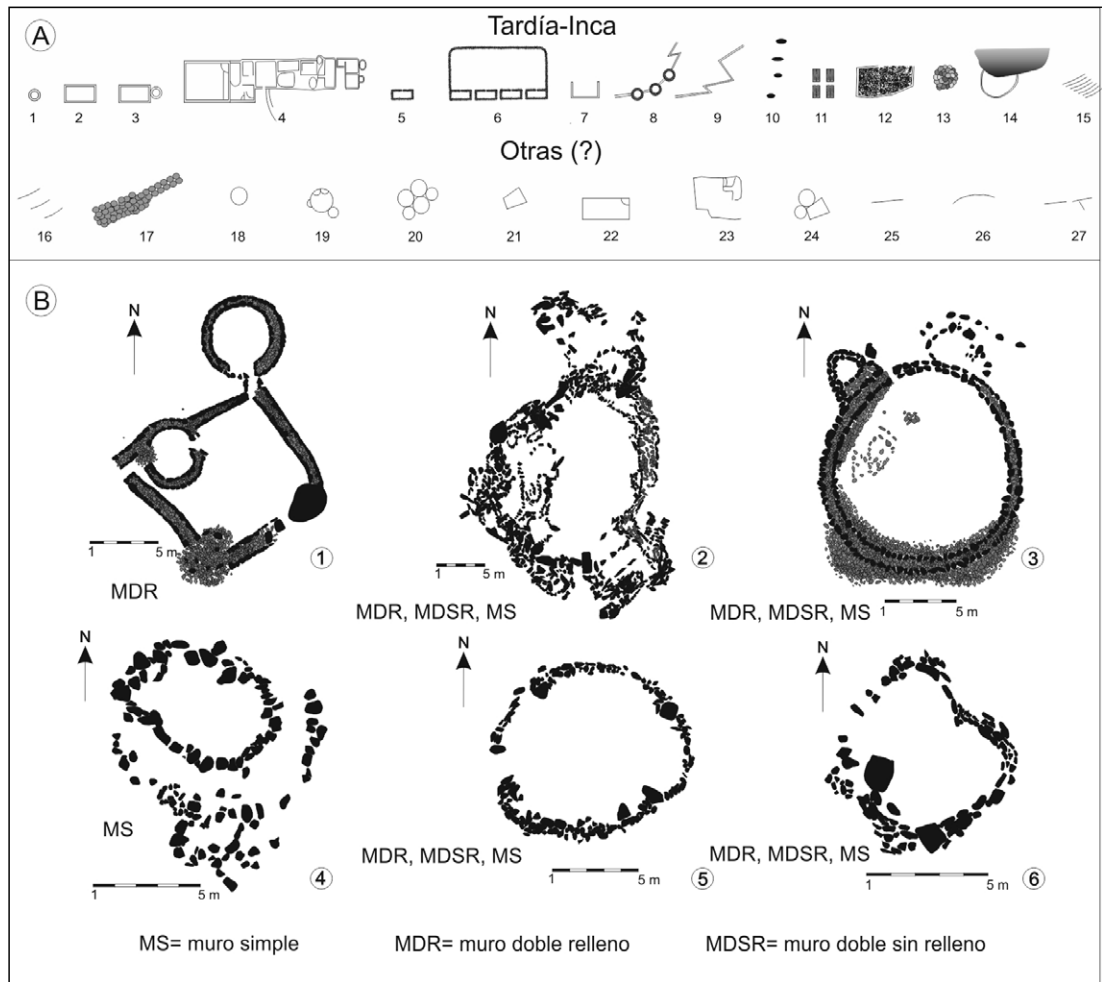 A
Tardía-Inca
1 2 3 4 5 6 7 8 9 10 11 12 13 14 15
Otras (?)
16 17 18 19 20 21 22 23 24 25 26 27
B
N N N
1 5 m 1
MDR
1 5 m 2
MDR, MDSR, MS
1 5 m 3
MDR, MDSR, MS
N N N
MS
1 5 m 4
MDR, MDSR, MS
1 5 m 5
MDR, MDSR, MS
1 5 m 6
MS= muro simple MDR= muro doble relleno MDSR= muro doble sin relleno